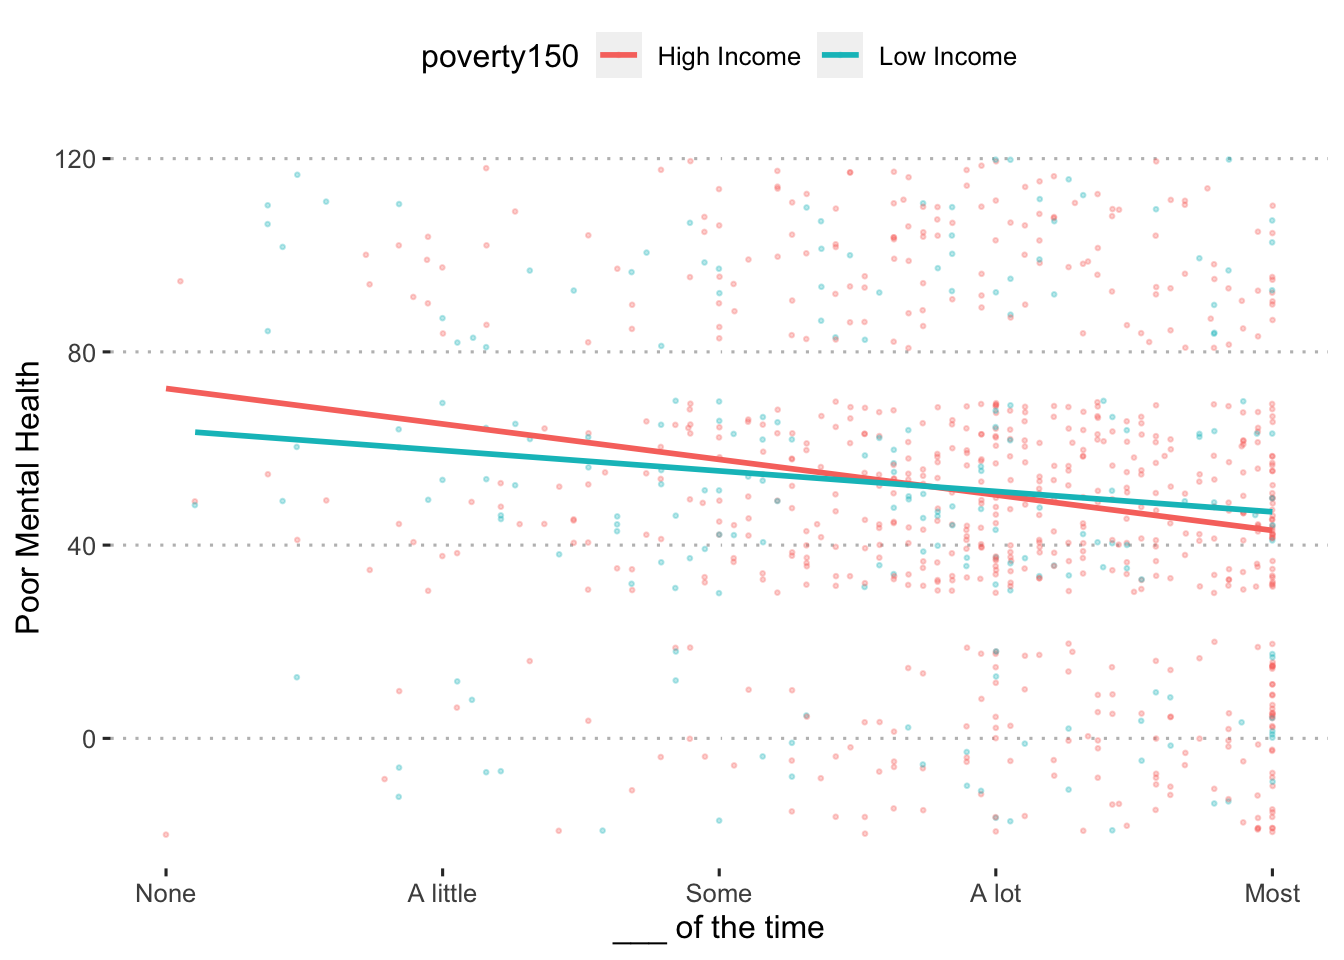 poverty150 High Income Low Income
120
80
40
0
Poor Mental Health
None A little Some A lot Most
___ of the time